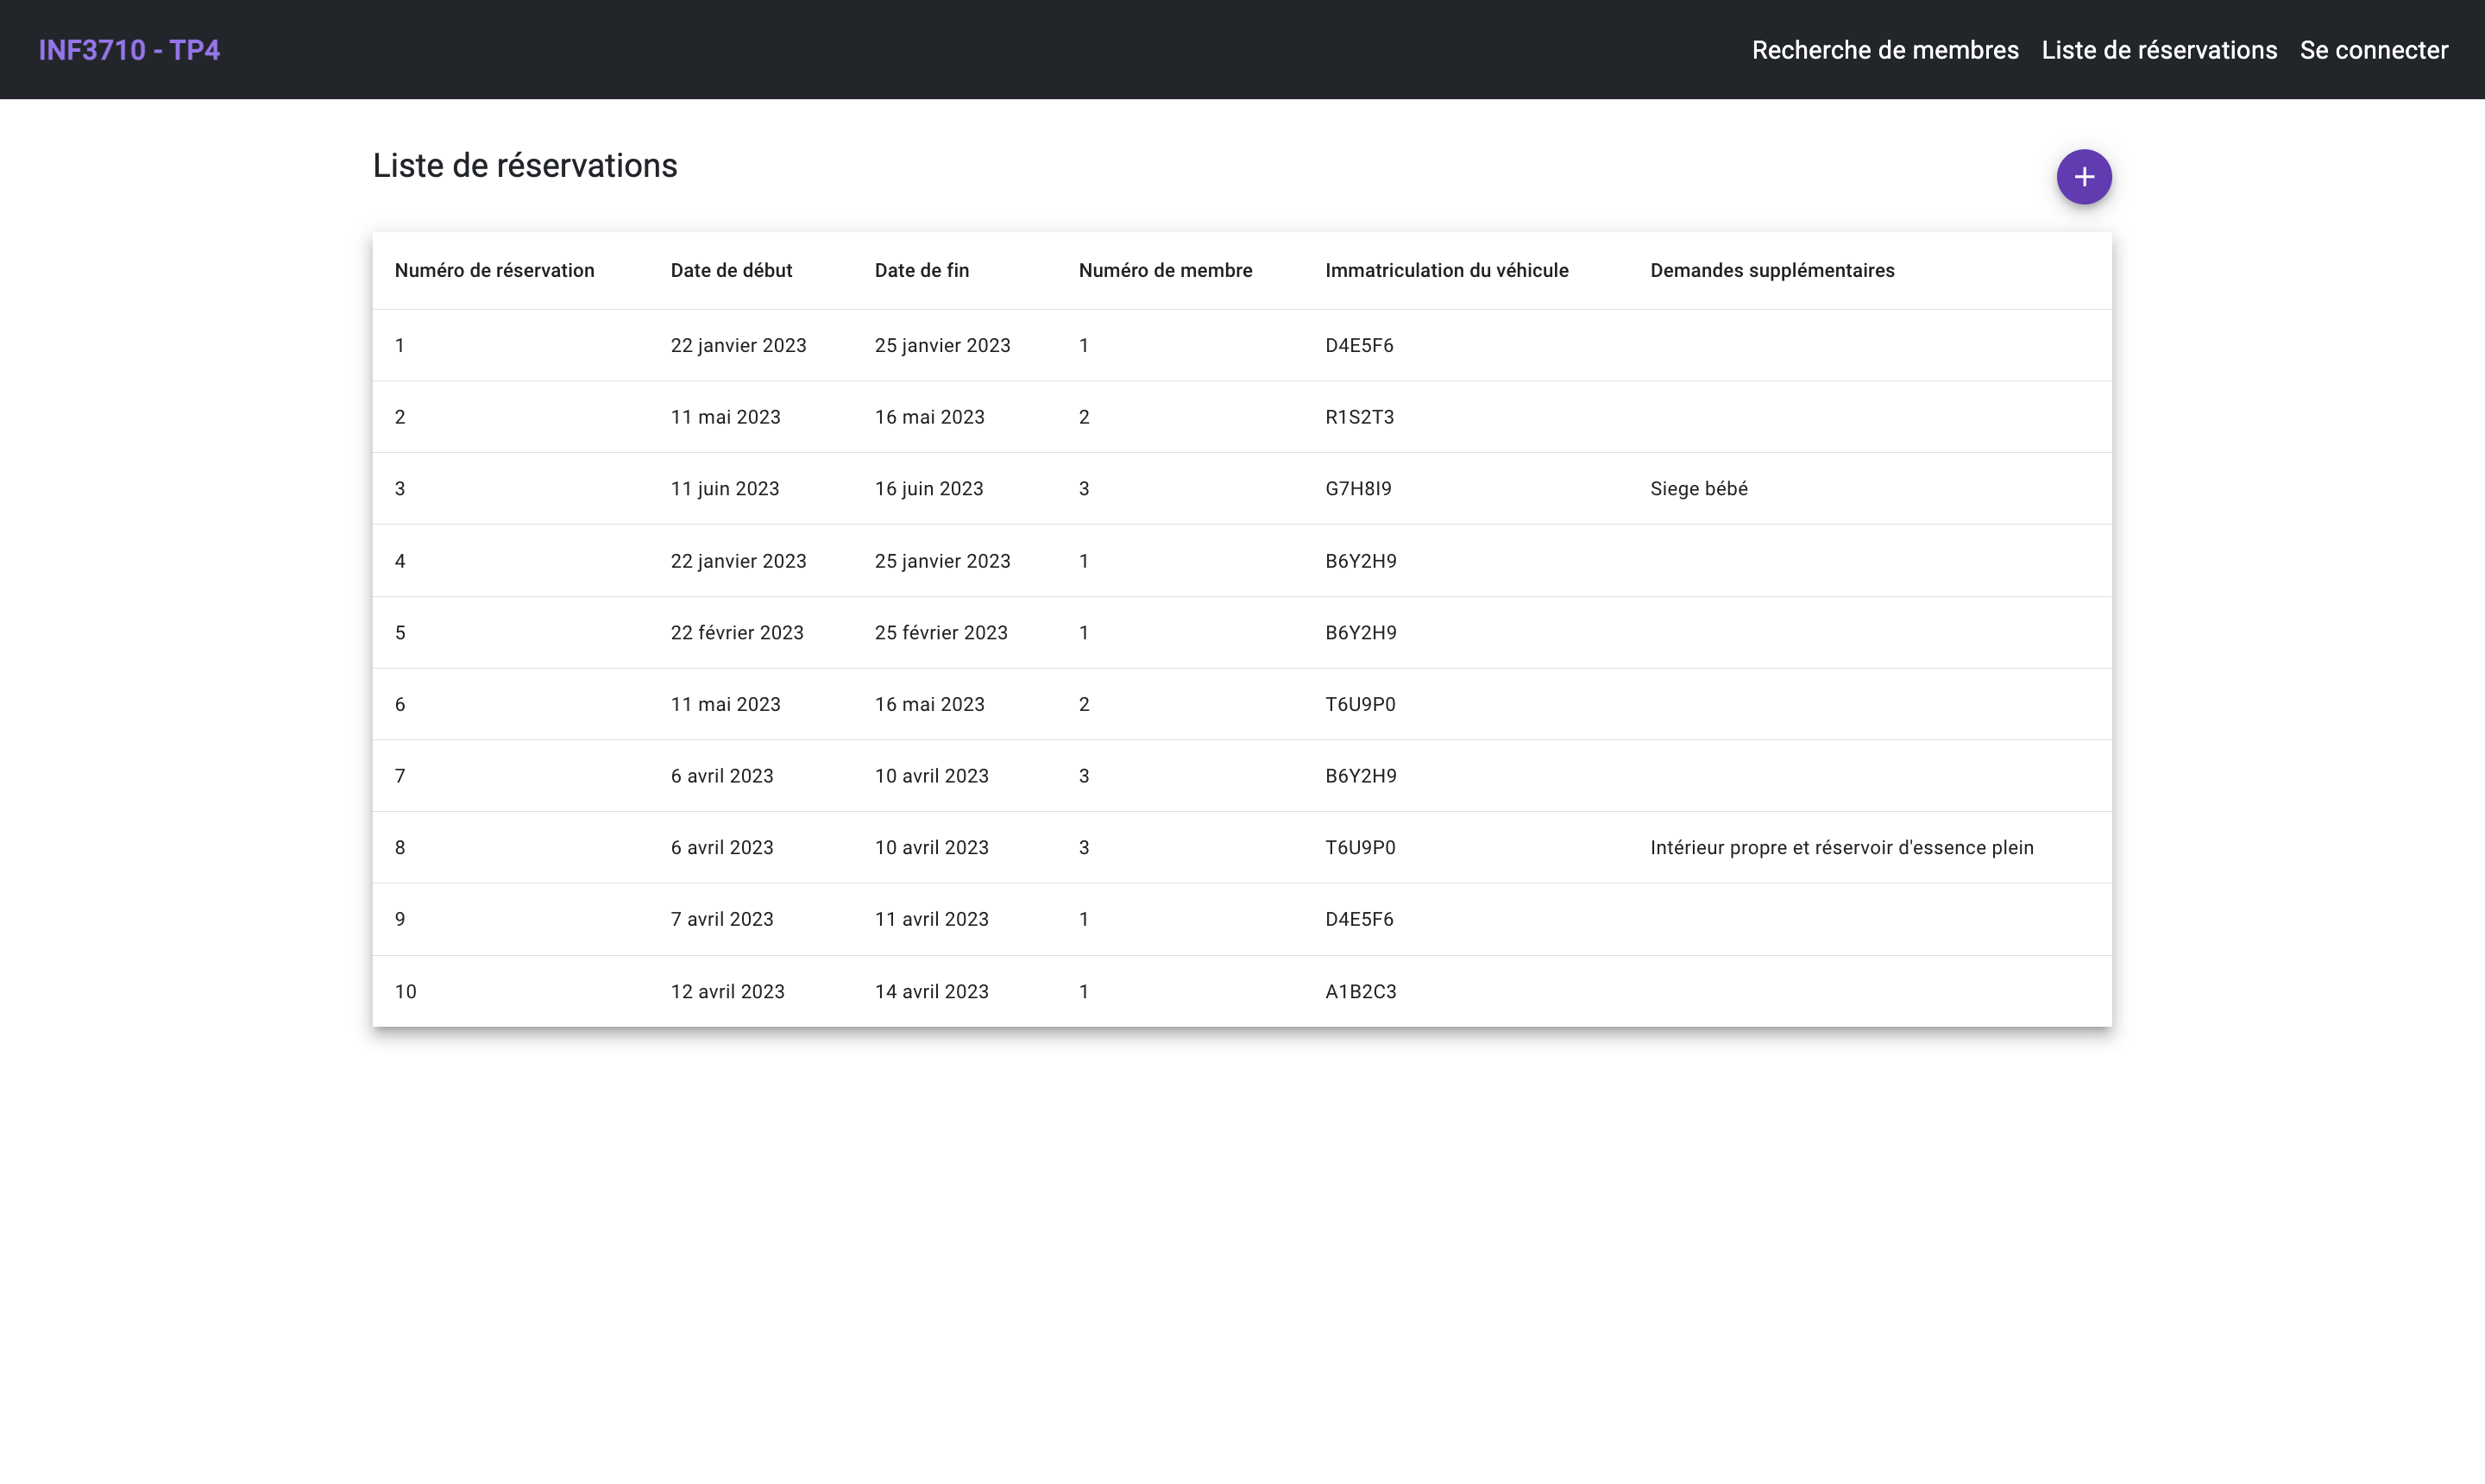 INF3710 - TP4 Recherche de membres Liste de réservations Se connecter
Liste de réservations
Numéro de réservation Date de début Date de fin Numéro de membre Immatriculation du véhicule Demandes supplémentaires
1 22 janvier 2023 25 janvier 2023 1 D4E5F6
2 11 mai 2023 16 mai 2023 2 R1S2T3
3 11 juin 2023 16 juin 2023 3 G7H8I9 Siege bébé
4 22 janvier 2023 25 janvier 2023 1 B6Y2H9
5 22 février 2023 25 février 2023 1 B6Y2H9
6 11 mai 2023 16 mai 2023 2 T6U9P0
7 6 avril 2023 10 avril 2023 3 B6Y2H9
8 6 avril 2023 10 avril 2023 3 T6U9P0 Intérieur propre et réservoir d'essence plein
9 7 avril 2023 11 avril 2023 1 D4E5F6
10 12 avril 2023 14 avril 2023 1 A1B2C3